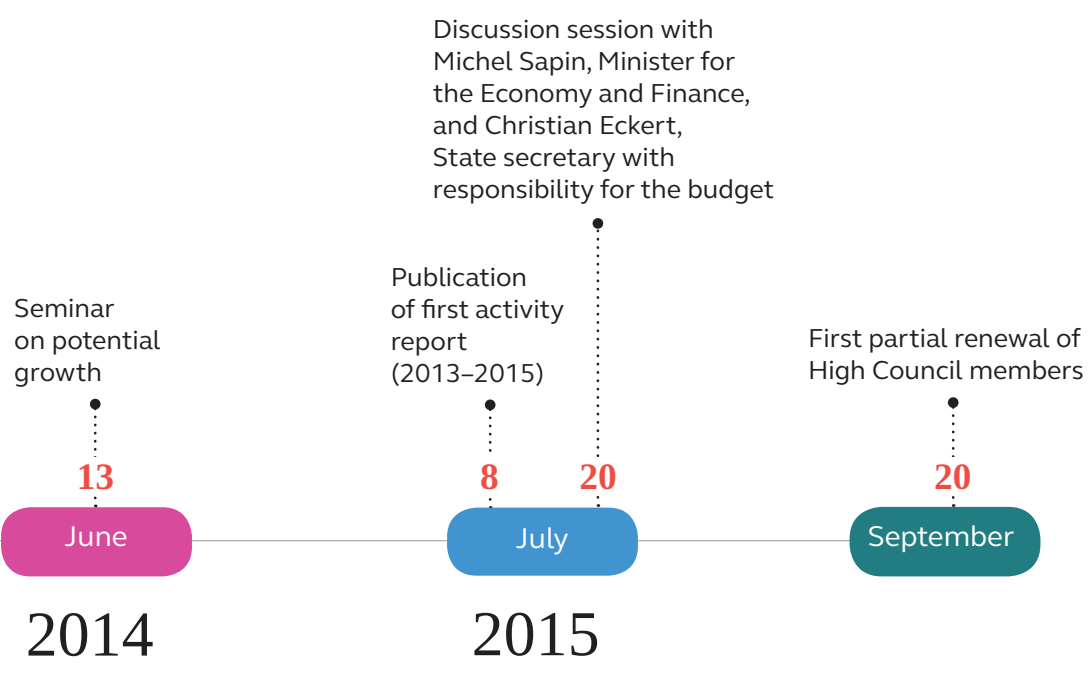 Discussion session with
Michel Sapin, Minister for
the Economy and Finance,
and Christian Eckert,
State secretary with
responsibility for the budget
Publication
of first activity
report
(2013–2015)
Seminar
on potential
growth
First partial renewal of
High Council members
13
8
20
20
June
July
September
2014
2015